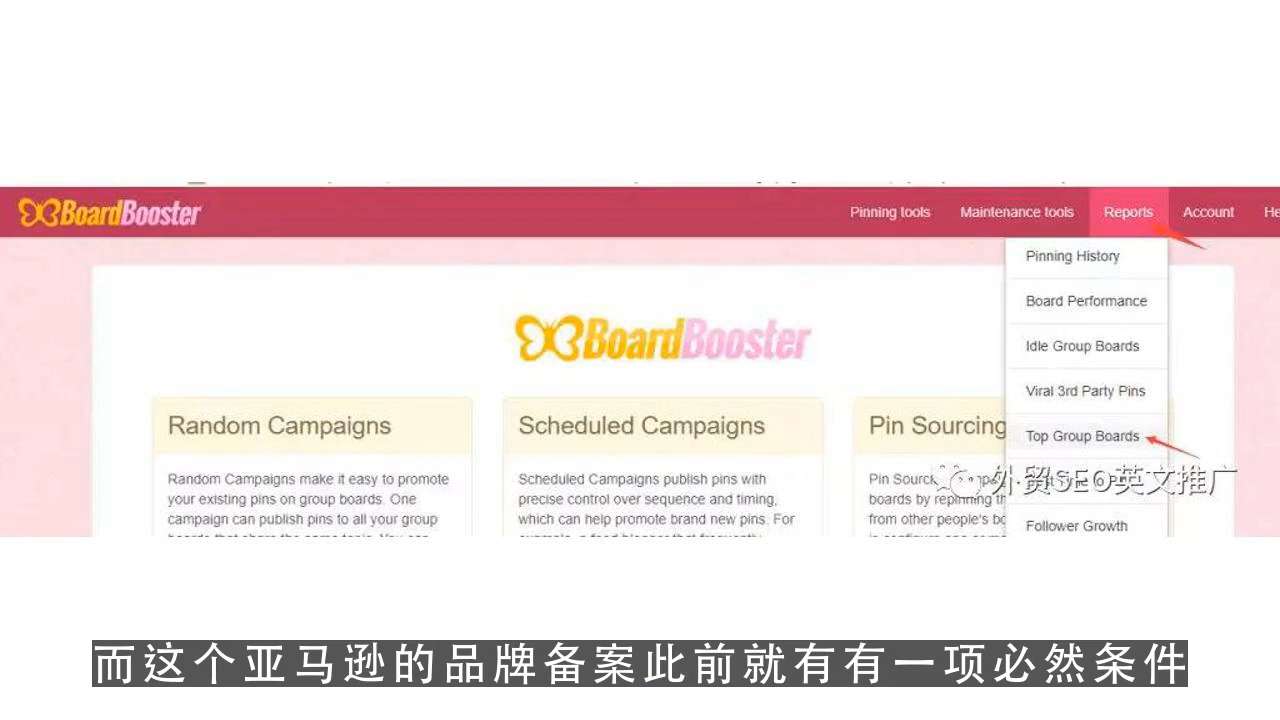 BoardBooster
Pinning tools
Maintenance tools
Reports
Account
He
Pinning History
Board Performance
Idle Group Boards
Viral 3rd Party Pins
Top Group Boards
Follower Growth
BoardBooster
Random Campaigns
Random Campaigns make it easy to promote
your existing pins on group boards. One
campaign can publish pins to all your group
Scheduled Campaigns
Scheduled Campaigns publish pins with
precise control over sequence and timing,
which can help promote brand new pins. For
Pin Sourcing
boards by repinning
from other people's
外贸SEO英文推广
而这个亚马逊的品牌备案此前就有有一项必然条件